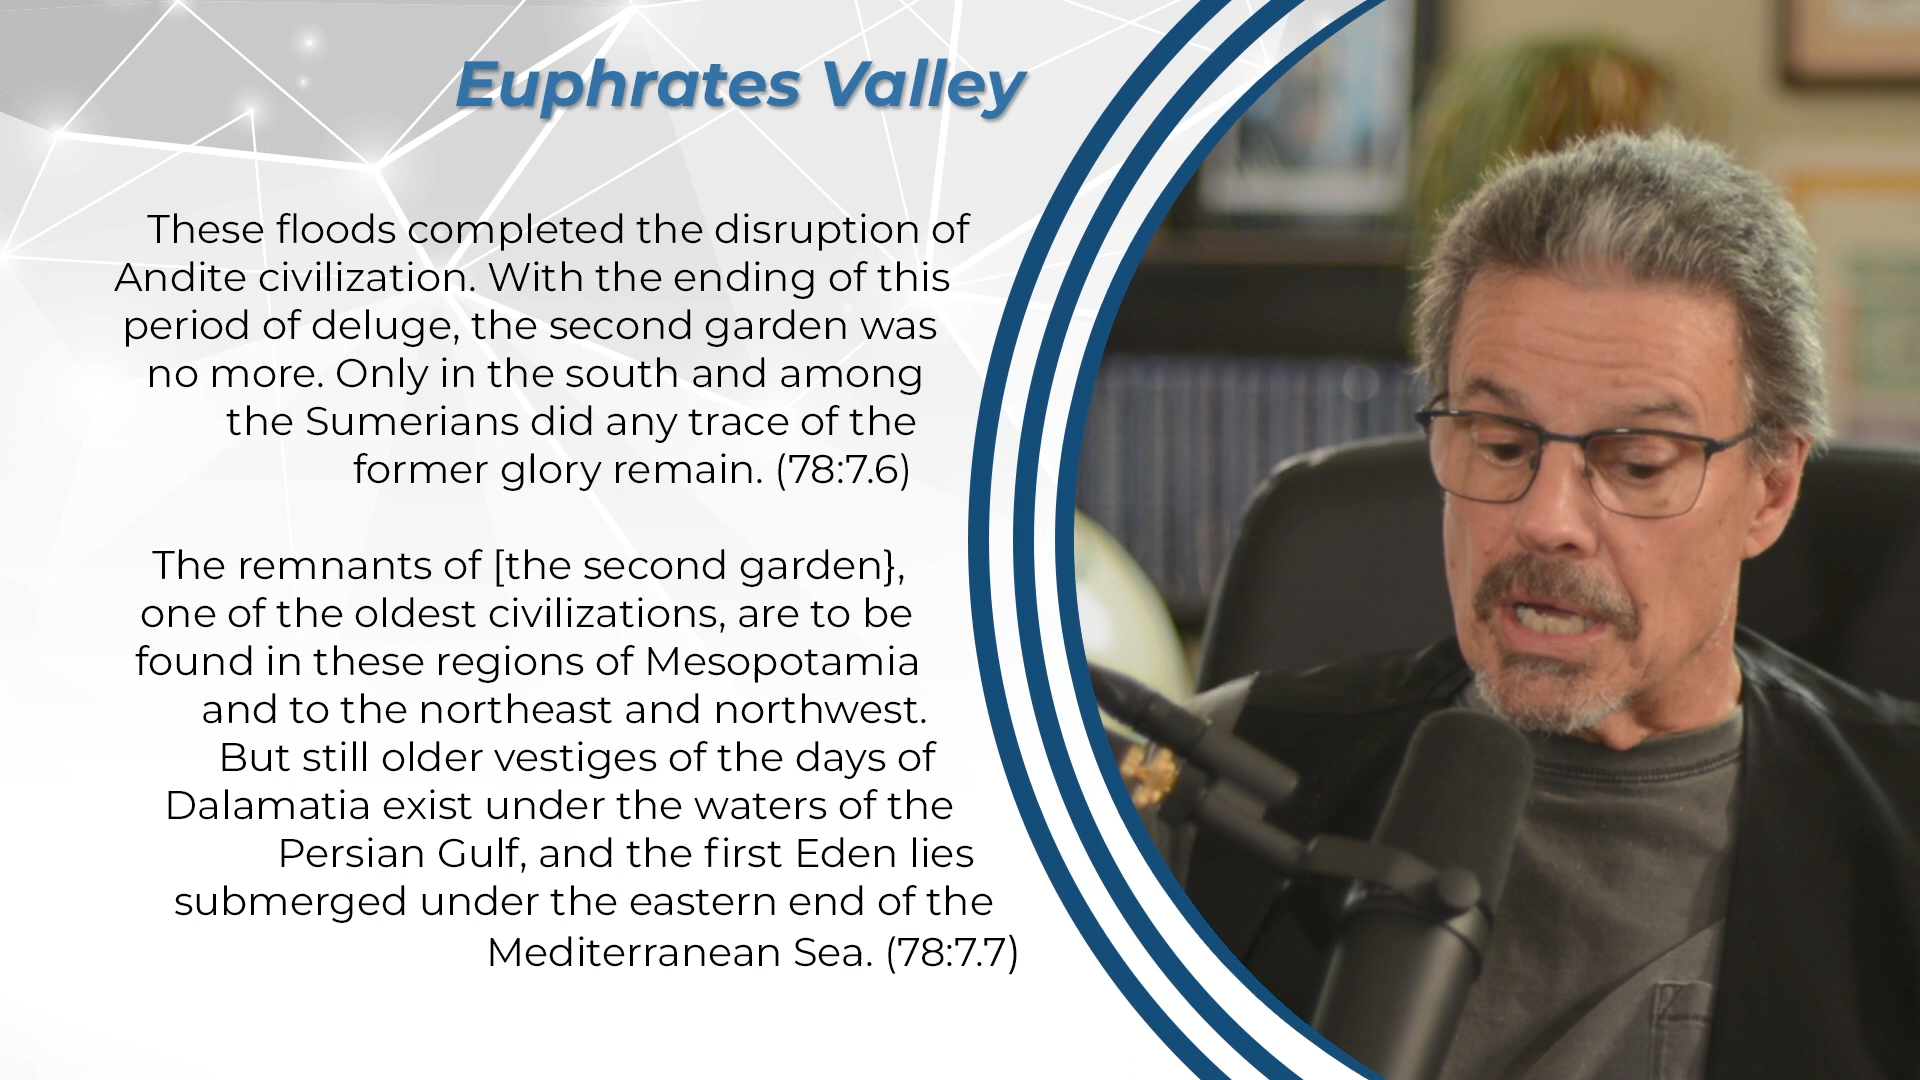 Euphrates Valley
These floods completed the disruption of
Andite civilization. With the ending of this
period of deluge, the second garden was
no more. Only in the south and among
the Sumerians did any trace of the
former glory remain. (78:7.6)
The remnants of [the second garden},
one of the oldest civilizations, are to be
found in these regions of Mesopotamia
and to the northeast and northwest.
But still older vestiges of the days of
Dalamatia exist under the waters of the
Persian Gulf, and the first Eden lies
submerged under the eastern end of the
Mediterranean Sea. (78:7.7)